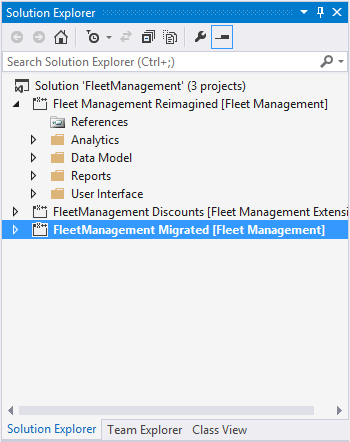 Solution Explorer
Search Solution Explorer (Ctrl+;)
Solution 'FleetManagement' (3 projects)
Fleet Management Reimagined [Fleet Management]
References
Analytics
Data Model
Reports
User Interface
FleetManagement Discounts [Fleet Management Extensi
FleetManagement Migrated [Fleet Management]
Solution Explorer Team Explorer Class View